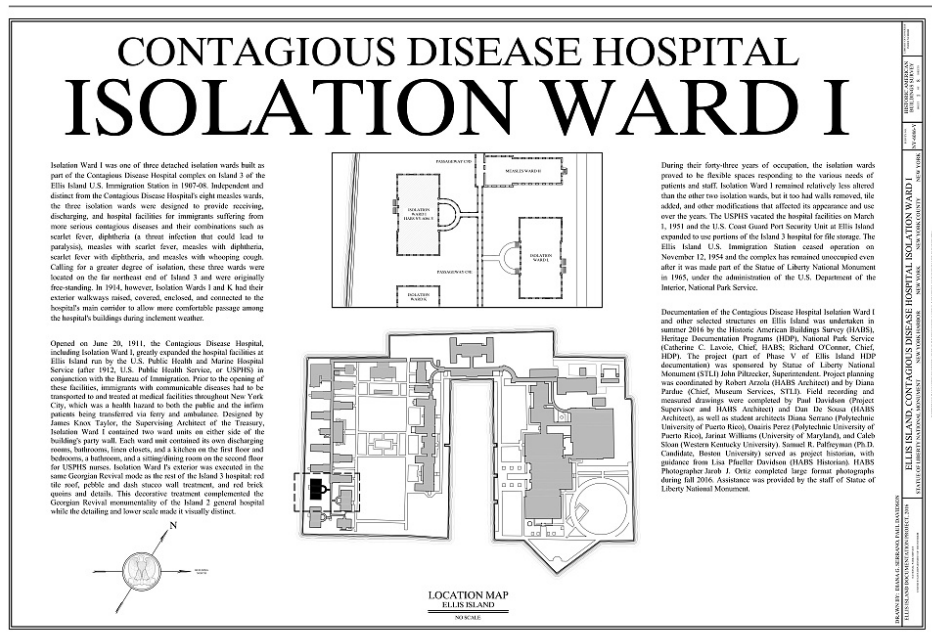 CONTAGIOUS DISEASE HOSPITAL
ISOLATION WARD I
Isolation Ward I was one of three detached isolation wards built as
part of the Contagious Disease Hospital complex on Island 3 of the
Ellis Island U.S. Immigration Station in 1907-08. Independent and
distinct from the Contagious Disease Hospital's eight measles wards,
the three isolation wards were designed to provide receiving,
discharging, and hospital facilities for immigrants suffering from
more serious contagious diseases and their combinations such as
scarlet fever, diphtheria (a throat infection that could lead to
paralysis), measles with scarlet fever, measles with diphtheria,
scarlet fever with diphtheria, and measles with whooping cough.
Calling for a greater degree of isolation, these three wards were
located on the far northeast end of Island 3 and were originally
free-standing. In 1914, however, Isolation Wards I and K had their
exterior walkways raised, covered, enclosed, and connected to the
hospital's main corridor to allow more comfortable passage among
the hospital's buildings during inclement weather.
Opened on June 20, 1911, the Contagious Disease Hospital,
including Isolation Ward I, greatly expanded the hospital facilities at
Ellis Island run by the U.S. Public Health and Marine Hospital
Service (after 1912, U.S. Public Health Service, or USPHS) in
conjunction with the Bureau of Immigration. Prior to the opening of
these facilities, immigrants with communicable diseases had to be
transported to and treated at medical facilities throughout New York
City, which was a health hazard to both the public and the infirm
patients being transferred via ferry and ambulance. Designed by
James Knox Taylor, the Supervising Architect of the Treasury,
Isolation Ward I contained two ward units on either side of the
building's party wall. Each ward unit contained its own discharging
rooms, bathrooms, linen closets, and a kitchen on the first floor and
bedrooms, a bathroom, and a sitting/dining room on the second floor
for USPHS nurses. Isolation Ward I's exterior was executed in the
same Georgian Revival mode as the rest of the Island 3 hospital: red
tile roof, pebble and dash stucco wall treatment, and red brick
quoins and details. This decorative treatment complemented the
Georgian Revival monumentality of the Island 2 general hospital
while the detailing and lower scale made it visually distinct.
N
PASSAGEWAY C90
MEASLES WARD H
ISOLATION
WARD I
ISOLATION
WARD L
PASSAGEWAY C90
ISOLATION
WARD K
LOCATION MAP
ELLIS ISLAND
NO SCALE
During their forty-three years of occupation, the isolation wards
proved to be flexible spaces responding to the various needs of
patients and staff. Isolation Ward I remained relatively less altered
than the other two isolation wards, but it too had walls removed, tile
added, and other modifications that affected its appearance and use
over the years. The USPHS vacated the hospital facilities on March
1, 1951 and the U.S. Coast Guard Port Security Unit at Ellis Island
expanded to use portions of the Island 3 hospital for file storage. The
Ellis Island U.S. Immigration Station ceased operation on
November 12, 1954 and the complex has remained unoccupied even
after it was made part of the Statue of Liberty National Monument
in 1965, under the administration of the U.S. Department of the
Interior, National Park Service.
Documentation of the Contagious Disease Hospital Isolation Ward I
and other selected structures on Ellis Island was undertaken in
summer 2016 by the Historic American Buildings Survey (HABS),
Heritage Documentation Programs (HDP), National Park Service
(Catherine C. Lavoie, Chief, HABS; Richard O'Connor, Chief,
HDP). The project (part of Phase V of Ellis Island HDP
documentation) was sponsored by Statue of Liberty National
Monument (STLI) John Piltzecker, Superintendent. Project planning
was coordinated by Robert Arzola (HABS Architect) and by Diana
Pardue (Chief, Museum Services, STLI). Field recording and
measured drawings were completed by Paul Davidson (Project
Supervisor and HABS Architect) and Dan De Sousa (HABS
Architect), as well as student architects Diana Serrano (Polytechnic
University of Puerto Rico), Onairis Perez (Polytechnic University of
Puerto Rico), Jarinat Williams (University of Maryland), and Caleb
Sloan (Western Kentucky University). Samuel R. Palfreyman (Ph.D.
Candidate, Boston University) served as project historian, with
guidance from Lisa Pfueller Davidson (HABS Historian). HABS
Photographer Jarob J. Ortiz completed large format photographs
during fall 2016. Assistance was provided by the staff of Statue of
Liberty National Monument.
HISTORIC AMERICAN
BUILDINGS SURVEY
NY-6086-V
ELLIS ISLAND, CONTAGIOUS DISEASE HOSPITAL ISOLATION WARD I
STATUE OF LIBERTY NATIONAL MONUMENT NEW YORK HARBOR NEW YORK NEW YORK COUNTY NEW YORK
DRAWN BY: DIANA G. SERRANO, PAUL DAVIDSON
ELLIS ISLAND DOCUMENTATION PROJECT, 2016